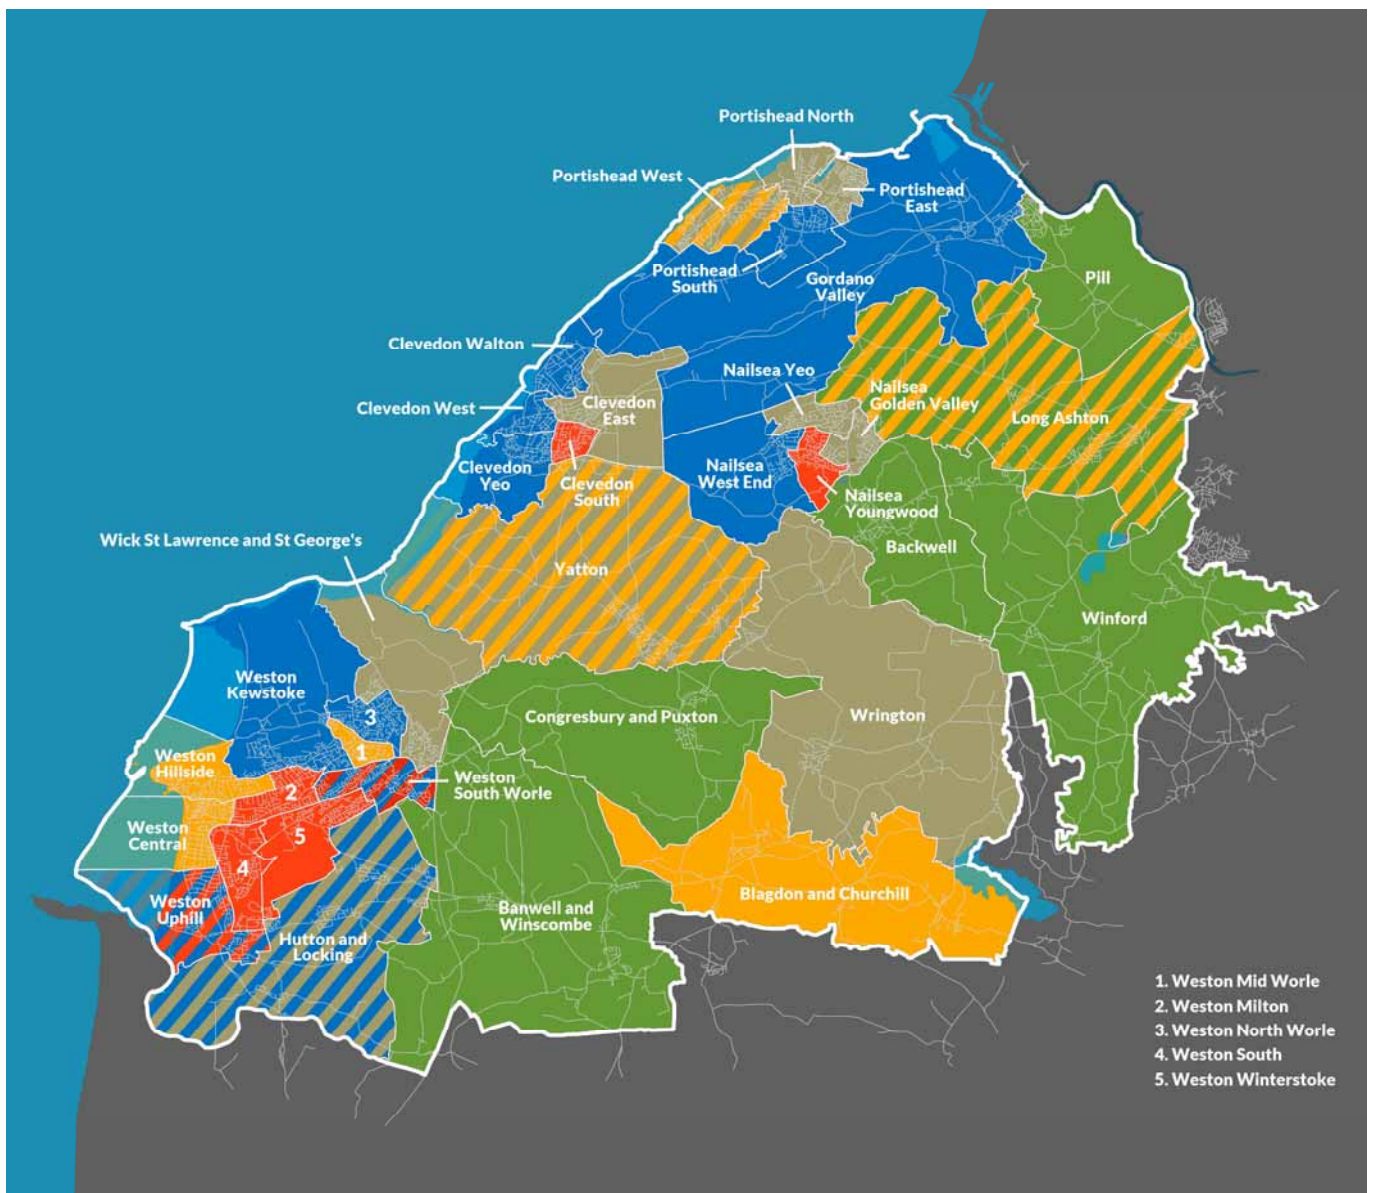 Portishead North
Portishead West
Portishead
East
Portishead
South
Gordano
Valley
Pill
Clevedon Walton
Nailsea Yeo
Nailsea
Golden Valley
Clevedon West
Clevedon
East
Long Ashton
Clevedon
Yeo
Clevedon
South
Nailsea
West End
Nailsea
Youngwood
Wick St Lawrence and St George's
Backwell
Yatton
Winford
Weston
Kewstoke
3
Congresbury and Puxton
Wrington
1
Weston
Hillside
Weston
South Worle
2
Weston
Central
5
4
Weston
Uphill
Blagdon and Churchill
Banwell and
Winscombe
Hutton and
Locking
1. Weston Mid Worle
2. Weston Milton
3. Weston North Worle
4. Weston South
5. Weston Winterstoke